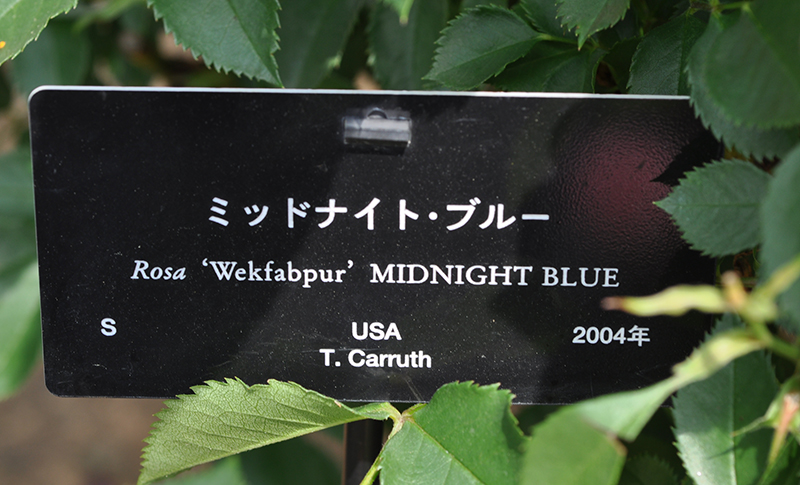 ミッドナイト・ブルー
Rosa ‘Wekfabpur’ MIDNIGHT BLUE
S USA 2004年
T. Carruth